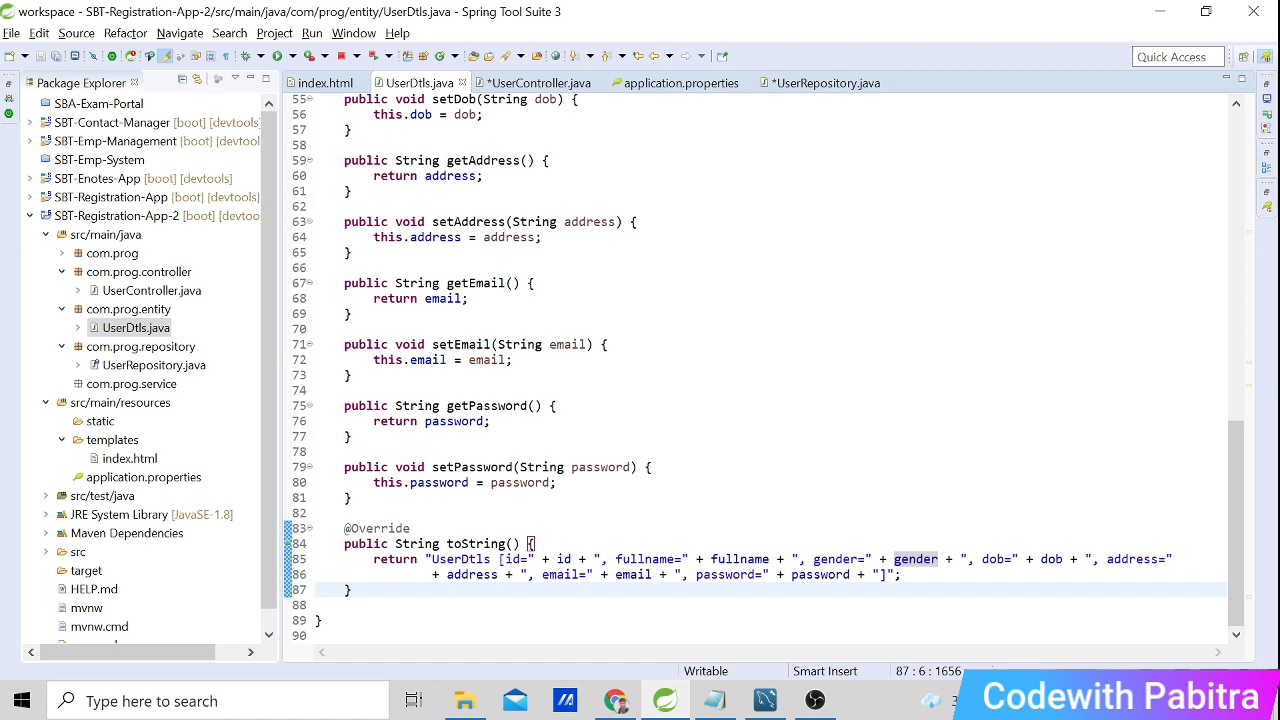 workspace - SBT-Registration-App-2/src/main/java/com/prog/entity/UserDtls.java - Spring Tool Suite 3
File Edit Source Refactor Navigate Search Project Run Window Help
Quick Access
Package Explorer
index.html UserDtls.java *UserController.java application.properties *UserRepository.java
SBA-Exam-Portal
SBT-Contact-Manager [boot] [devtools]
SBT-Emp-Management [boot] [devtool
SBT-Emp-System
SBT-Enotes-App [boot] [devtools]
SBT-Registration-App [boot] [devtools
SBT-Registration-App-2 [boot] [devtoo
src/main/java
com.prog
com.prog.controller
UserController.java
com.prog.entity
UserDtls.java
com.prog.repository
UserRepository.java
com.prog.service
src/main/resources
static
templates
index.html
application.properties
src/test/java
JRE System Library [JavaSE-1.8]
Maven Dependencies
src
target
HELP.md
mvnw
mvnw.cmd
55 public void setDob(String dob) {
56 this.dob = dob;
57 }
58
59 public String getAddress() {
60 return address;
61 }
62
63 public void setAddress(String address) {
64 this.address = address;
65 }
66
67 public String getEmail() {
68 return email;
69 }
70
71 public void setEmail(String email) {
72 this.email = email;
73 }
74
75 public String getPassword() {
76 return password;
77 }
78
79 public void setPassword(String password) {
80 this.password = password;
81 }
82
83 @Override
84 public String toString() {
85 return "UserDtls [id=" + id + ", fullname=" + fullname + ", gender=" + gender + ", dob=" + dob + ", address="
86 + address + ", email=" + email + ", password=" + password + "]";
87 }
88
89 }
90
Writable Smart Insert 87 : 6 : 1656
Type here to search
Codewith Pabitra